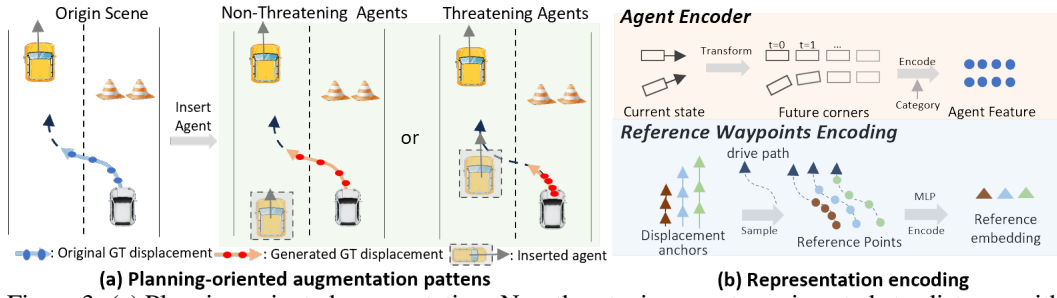 Origin Scene
Non-Threatening Agents
Threatening Agents
Insert
Agent
or
: Original GT displacement
: Generated GT displacement
: Inserted agent
(a) Planning-oriented augmentation pattens
Agent Encoder
Transform
t=0
t=1
...
Encode
Category
Current state
Future corners
Agent Feature
Reference Waypoints Encoding
drive path
Sample
MLP
Encode
Displacement
anchors
Reference Points
Reference
embedding
(b) Representation encoding